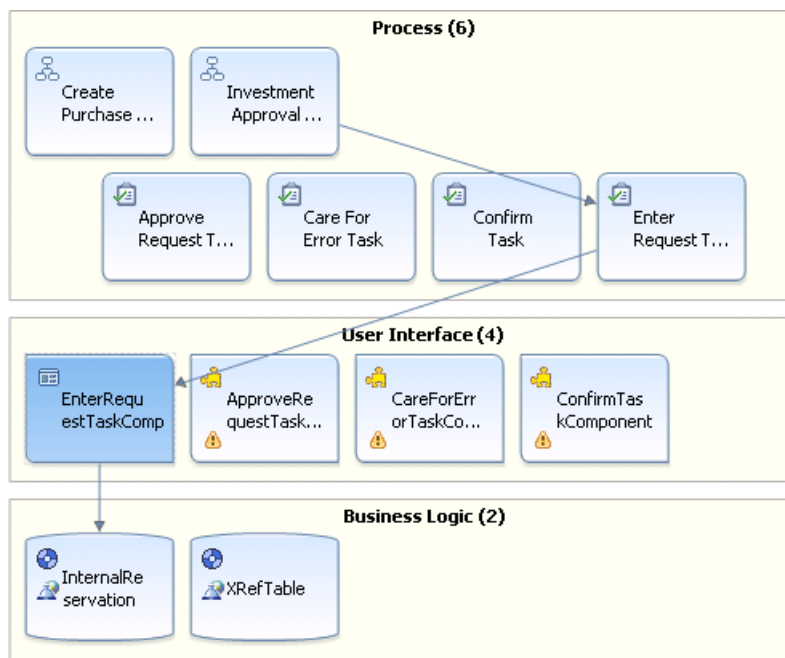 Process (6)
Create
Purchase ...
Investment
Approval ...
Approve
Request T...
Care For
Error Task
Confirm
Task
Enter
Request T...
User Interface (4)
EnterRequ
estTaskComp
ApproveRe
questTask...
CareForErr
orTaskCo...
ConfirmTas
kComponent
Business Logic (2)
InternalRe
servation
XRefTable